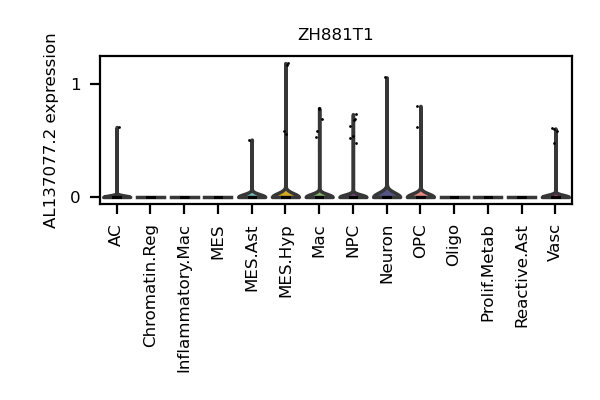 ZH881T1
AL137077.2 expression
1
0
AC
Chromatin.Reg
Inflammatory.Mac
MES
MES.Ast
MES.Hyp
Mac
NPC
Neuron
OPC
Oligo
Prolif.Metab
Reactive.Ast
Vasc